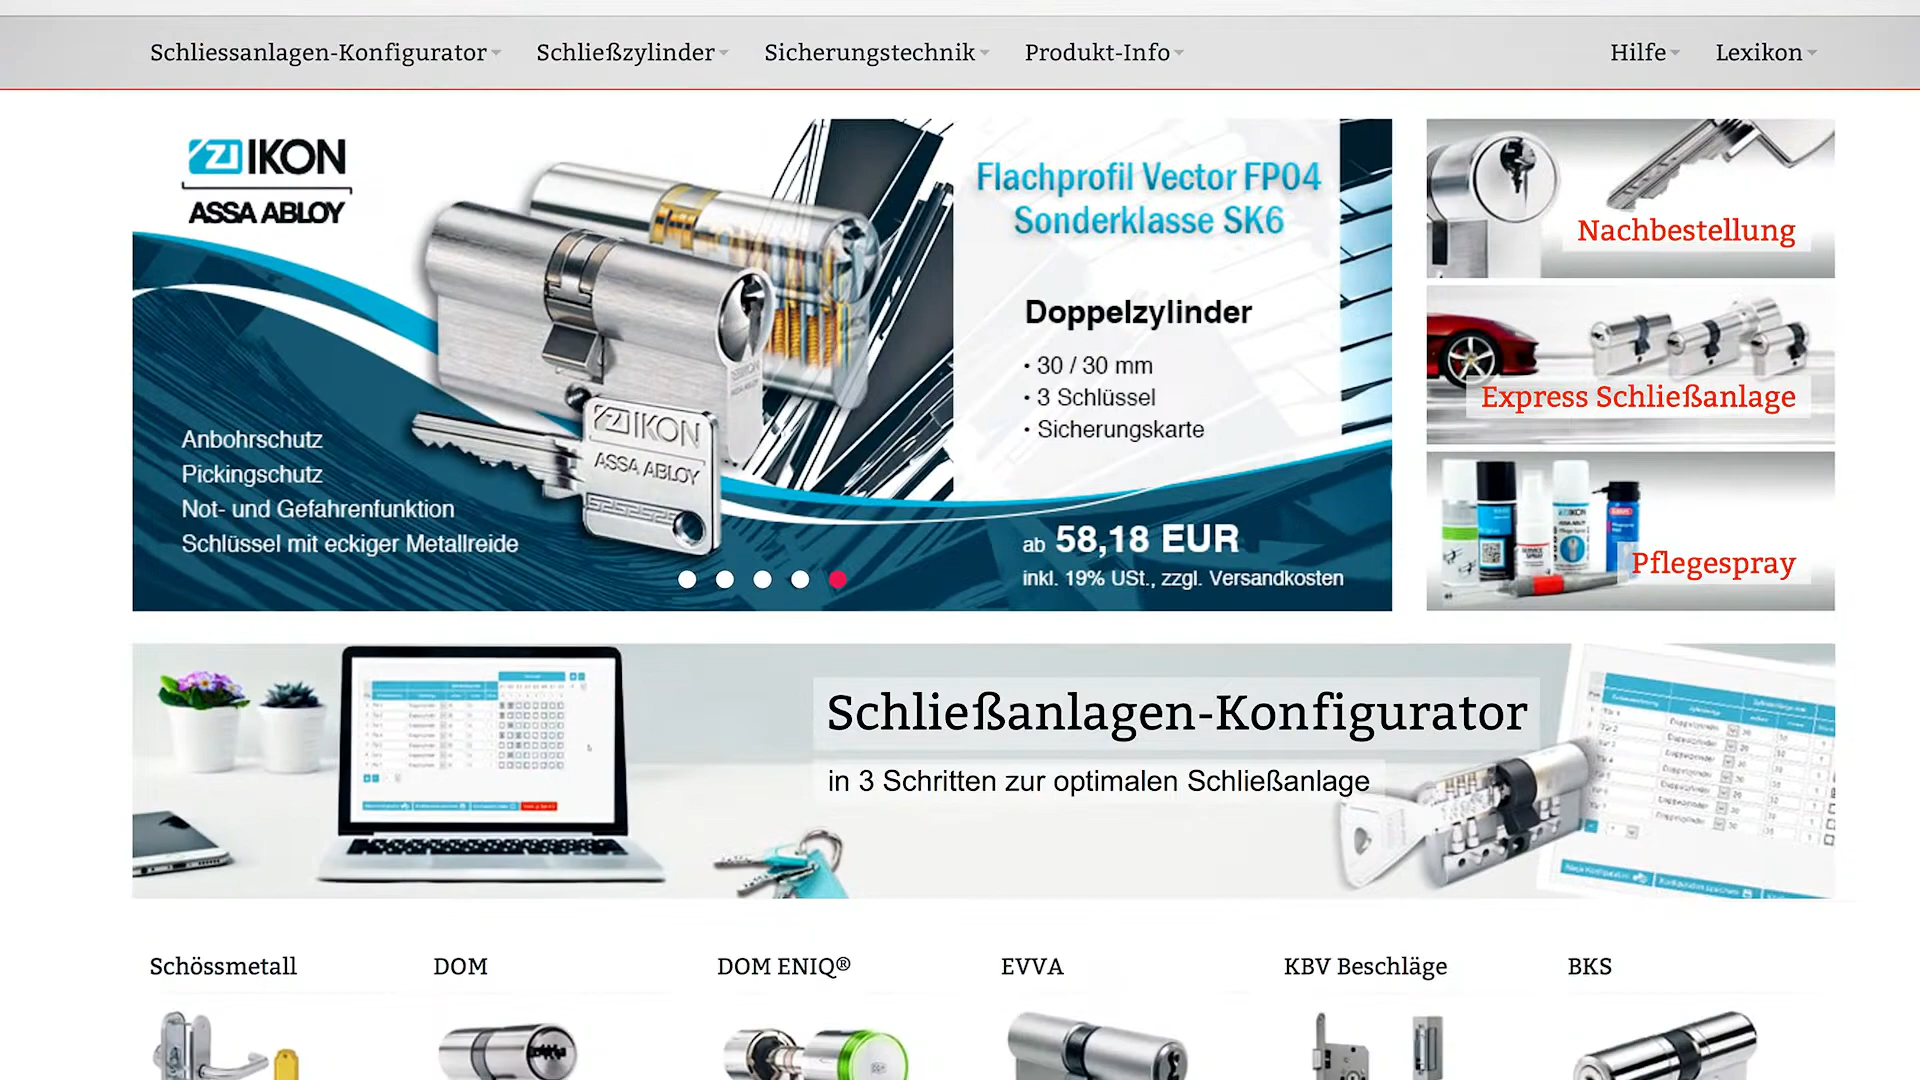 Schliessanlagen-Konfigurator
Schließzylinder
Sicherungstechnik
Produkt-Info
Hilfe
Lexikon
IKON
ASSA ABLOY
Flachprofil Vector FP04
Sonderklasse SK6
Doppelzylinder
• 30 / 30 mm
• 3 Schlüssel
• Sicherungskarte
IKON
ASSA ABLOY
Anbohrschutz
Pickingschutz
Not- und Gefahrenfunktion
Schlüssel mit eckiger Metallreide
ab 58,18 EUR
inkl. 19% USt., zzgl. Versandkosten
Nachbestellung
Express Schließanlage
Pflegespray
Schließanlagen-Konfigurator
in 3 Schritten zur optimalen Schließanlage
Schössmetall
DOM
DOM ENIQ®
EVVA
KBV Beschläge
BKS